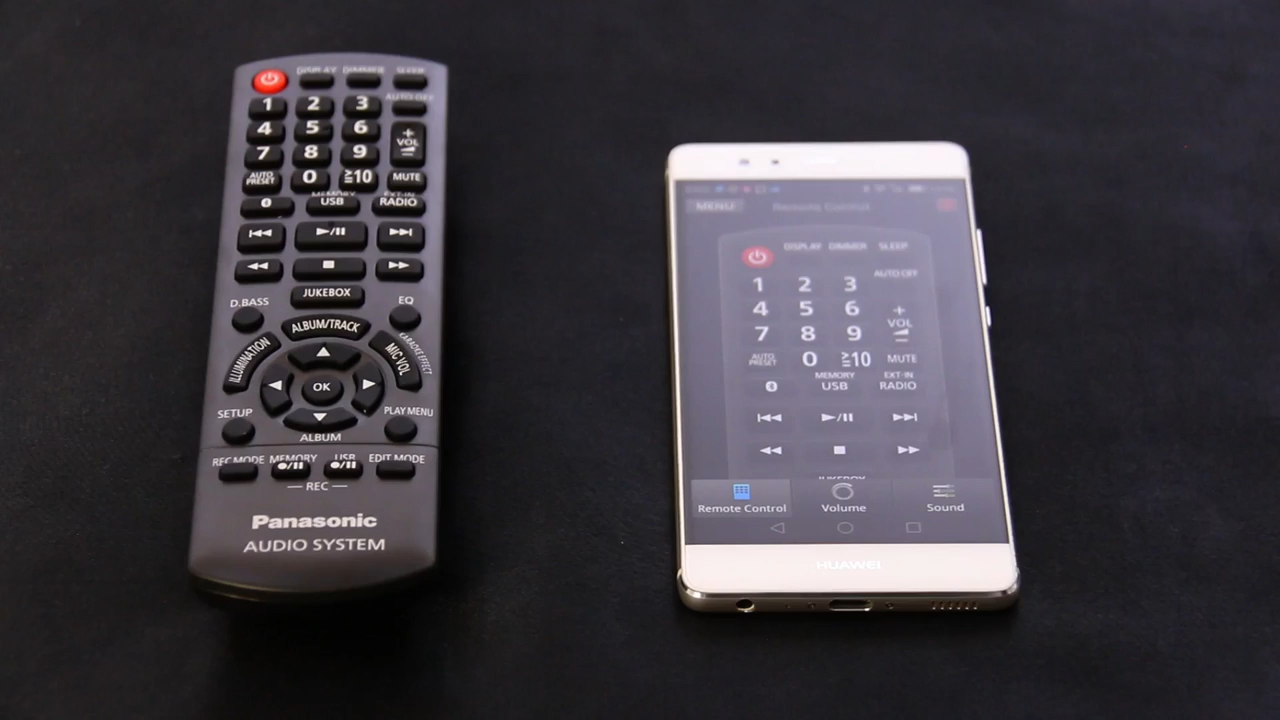 DISPLAY DIMMER SLEEP
1 2 3 AUTO OFF
4 5 6 + VOL −
7 8 9
AUTO PRESET 0 ≧10 MUTE
MEMORY EXT-IN
USB RADIO
JUKEBOX
D.BASS EQ
ALBUM/TRACK
ILLUMINATION MIC VOL KARAOKE EFFECT
OK
SETUP PLAY MENU
ALBUM
REC MODE MEMORY USB EDIT MODE
REC
Panasonic
AUDIO SYSTEM
MENU Remote Control
DISPLAY DIMMER SLEEP
1 2 3 AUTO OFF
4 5 6 + VOL −
7 8 9
AUTO PRESET 0 ≧10 MUTE
MEMORY EXT-IN
USB RADIO
JUKEBOX
Remote Control Volume Sound
HUAWEI